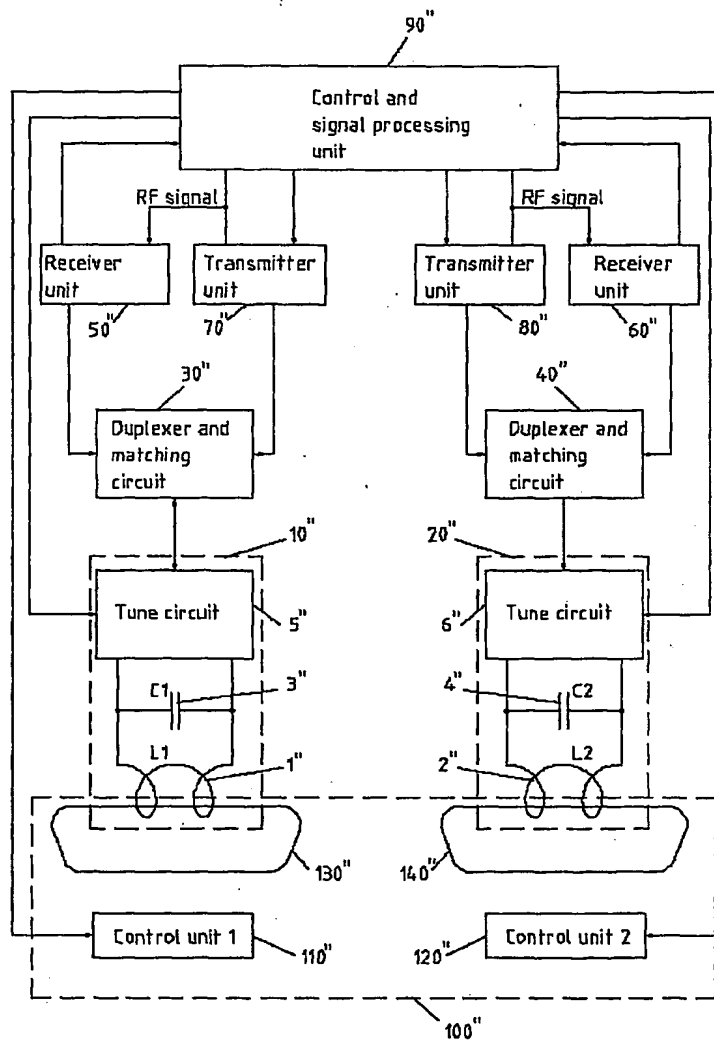 90"
Control and
signal processing
unit
RF signal
RF signal
Receiver
unit
Transmitter
unit
Transmitter
unit
Receiver
unit
50"
70"
80"
60"
30"
40"
Duplexer and
matching
circuit
Duplexer and
matching
circuit
10"
20"
Tune circuit
5"
6"
Tune circuit
C1
3"
4"
C2
L1
1"
2"
L2
130"
140"
Control unit 1
110"
120"
Control unit 2
100"